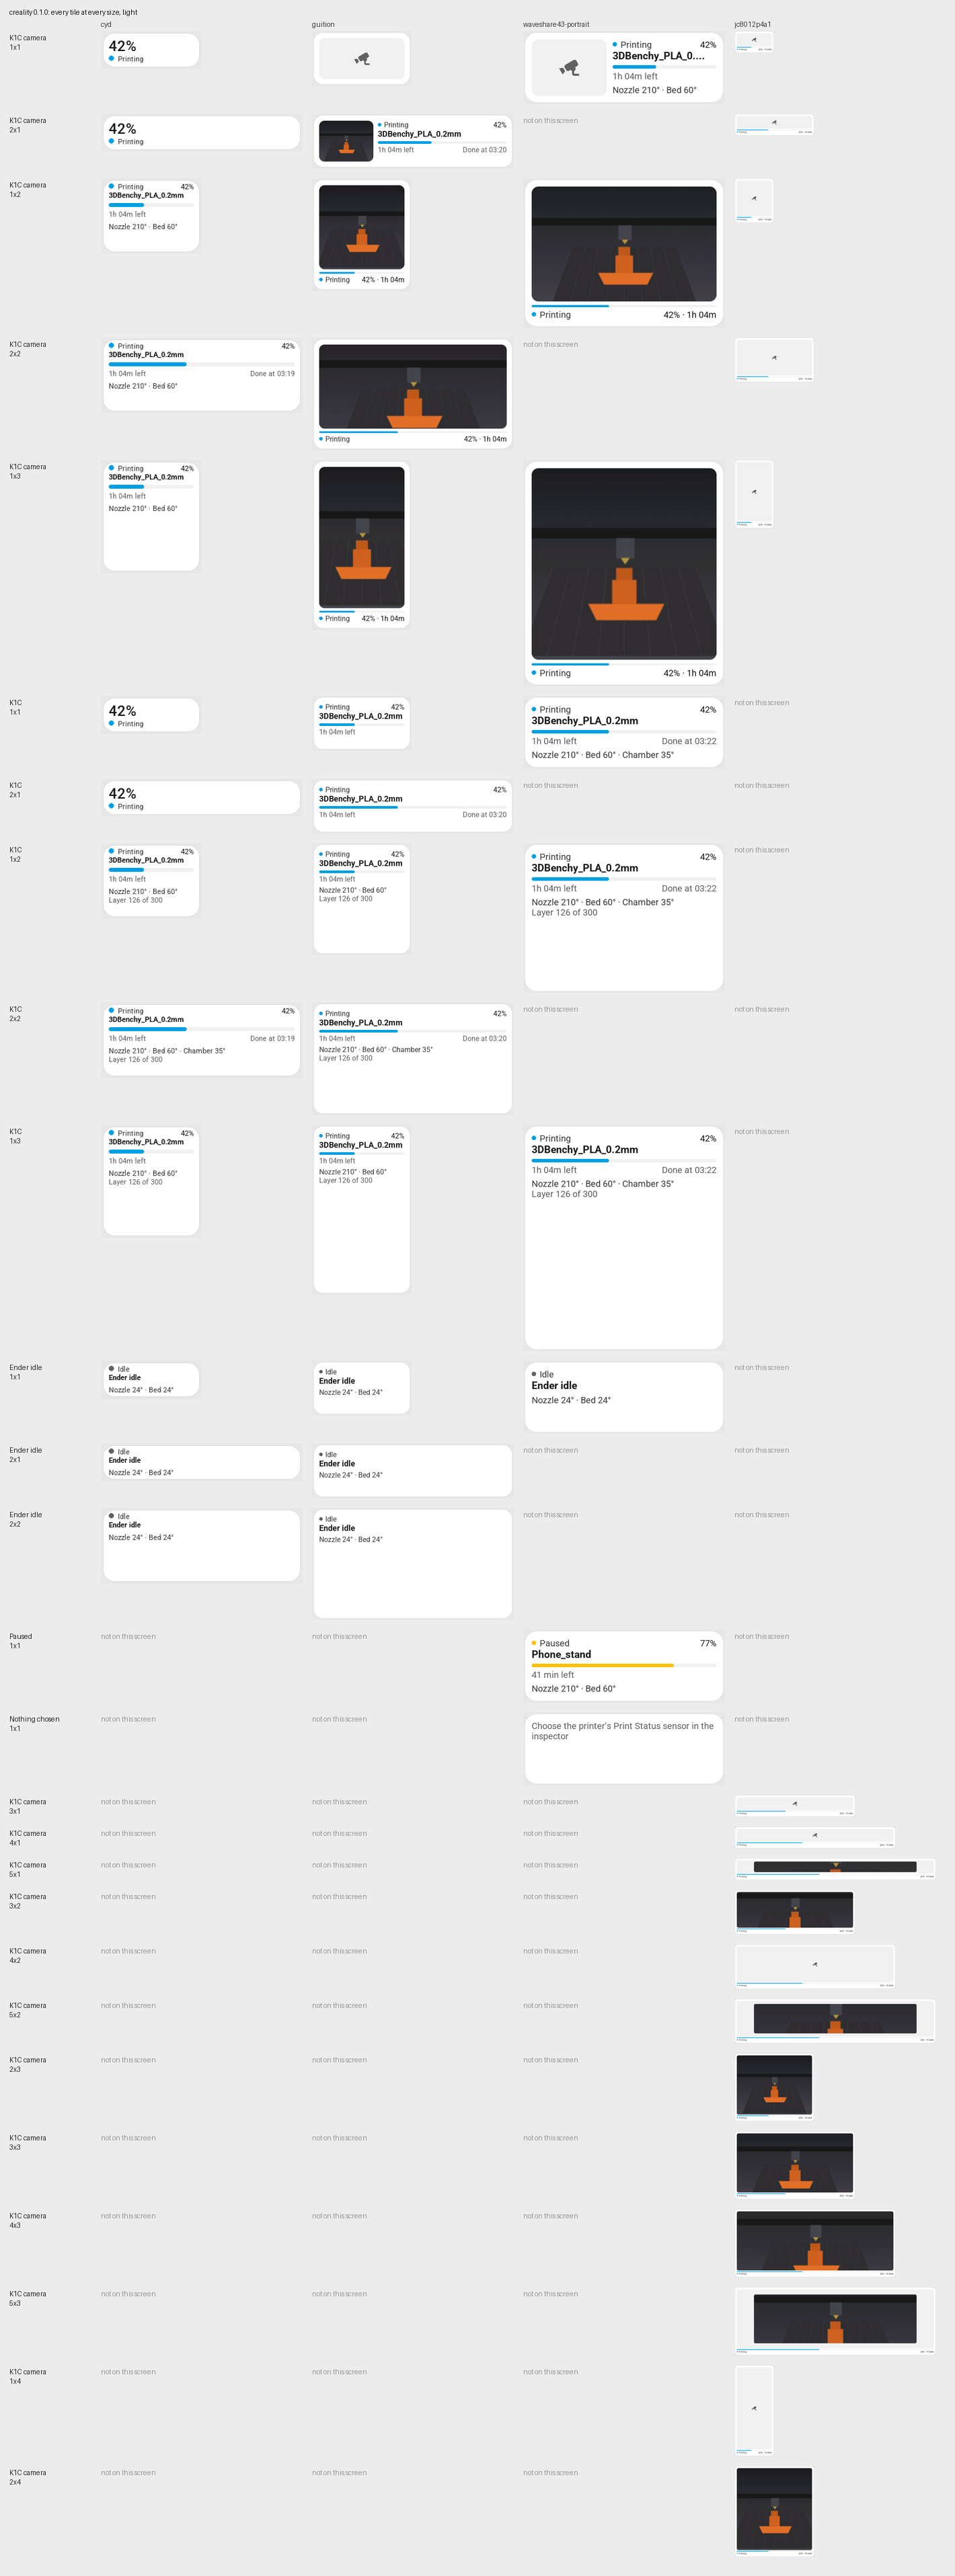 creality 0.1.0: every tile at every size, light
cyd guition waveshare43-portrait jc8012p4a1
K1C camera
1x1
42%
Printing
Printing 42%
3DBenchy_PLA_0....
1h 04m left
Nozzle 210° · Bed 60°
K1C camera
2x1
42%
Printing
Printing 42%
3DBenchy_PLA_0.2mm
1h 04m left Done at 03:20
not on this screen
K1C camera
1x2
Printing 42%
3DBenchy_PLA_0.2mm
1h 04m left
Nozzle 210° · Bed 60°
Printing 42% · 1h 04m
Printing 42% · 1h 04m
K1C camera
2x2
Printing 42%
3DBenchy_PLA_0.2mm
1h 04m left Done at 03:19
Nozzle 210° · Bed 60°
Printing 42% · 1h 04m
not on this screen
K1C camera
1x3
Printing 42%
3DBenchy_PLA_0.2mm
1h 04m left
Nozzle 210° · Bed 60°
Printing 42% · 1h 04m
Printing 42% · 1h 04m
K1C
1x1
42%
Printing
Printing 42%
3DBenchy_PLA_0.2mm
1h 04m left
Printing 42%
3DBenchy_PLA_0.2mm
1h 04m left Done at 03:22
Nozzle 210° · Bed 60° · Chamber 35°
not on this screen
K1C
2x1
42%
Printing
Printing 42%
3DBenchy_PLA_0.2mm
1h 04m left Done at 03:20
not on this screen
not on this screen
K1C
1x2
Printing 42%
3DBenchy_PLA_0.2mm
1h 04m left
Nozzle 210° · Bed 60°
Layer 126 of 300
Printing 42%
3DBenchy_PLA_0.2mm
1h 04m left
Nozzle 210° · Bed 60°
Layer 126 of 300
Printing 42%
3DBenchy_PLA_0.2mm
1h 04m left Done at 03:22
Nozzle 210° · Bed 60° · Chamber 35°
Layer 126 of 300
not on this screen
K1C
2x2
Printing 42%
3DBenchy_PLA_0.2mm
1h 04m left Done at 03:19
Nozzle 210° · Bed 60° · Chamber 35°
Layer 126 of 300
Printing 42%
3DBenchy_PLA_0.2mm
1h 04m left Done at 03:20
Nozzle 210° · Bed 60° · Chamber 35°
Layer 126 of 300
not on this screen
not on this screen
K1C
1x3
Printing 42%
3DBenchy_PLA_0.2mm
1h 04m left
Nozzle 210° · Bed 60°
Layer 126 of 300
Printing 42%
3DBenchy_PLA_0.2mm
1h 04m left
Nozzle 210° · Bed 60°
Layer 126 of 300
Printing 42%
3DBenchy_PLA_0.2mm
1h 04m left Done at 03:22
Nozzle 210° · Bed 60° · Chamber 35°
Layer 126 of 300
not on this screen
Ender idle
1x1
Idle
Ender idle
Nozzle 24° · Bed 24°
Idle
Ender idle
Nozzle 24° · Bed 24°
Idle
Ender idle
Nozzle 24° · Bed 24°
not on this screen
Ender idle
2x1
Idle
Ender idle
Nozzle 24° · Bed 24°
Idle
Ender idle
Nozzle 24° · Bed 24°
not on this screen
not on this screen
Ender idle
2x2
Idle
Ender idle
Nozzle 24° · Bed 24°
Idle
Ender idle
Nozzle 24° · Bed 24°
not on this screen
not on this screen
Paused
1x1
not on this screen
not on this screen
Paused 77%
Phone_stand
41 min left
Nozzle 210° · Bed 60°
not on this screen
Nothing chosen
1x1
not on this screen
not on this screen
Choose the printer's Print Status sensor in the
inspector
not on this screen
K1C camera
3x1
not on this screen
not on this screen
not on this screen
K1C camera
4x1
not on this screen
not on this screen
not on this screen
K1C camera
5x1
not on this screen
not on this screen
not on this screen
K1C camera
3x2
not on this screen
not on this screen
not on this screen
K1C camera
4x2
not on this screen
not on this screen
not on this screen
K1C camera
5x2
not on this screen
not on this screen
not on this screen
K1C camera
2x3
not on this screen
not on this screen
not on this screen
K1C camera
3x3
not on this screen
not on this screen
not on this screen
K1C camera
4x3
not on this screen
not on this screen
not on this screen
K1C camera
5x3
not on this screen
not on this screen
not on this screen
K1C camera
1x4
not on this screen
not on this screen
not on this screen
K1C camera
2x4
not on this screen
not on this screen
not on this screen